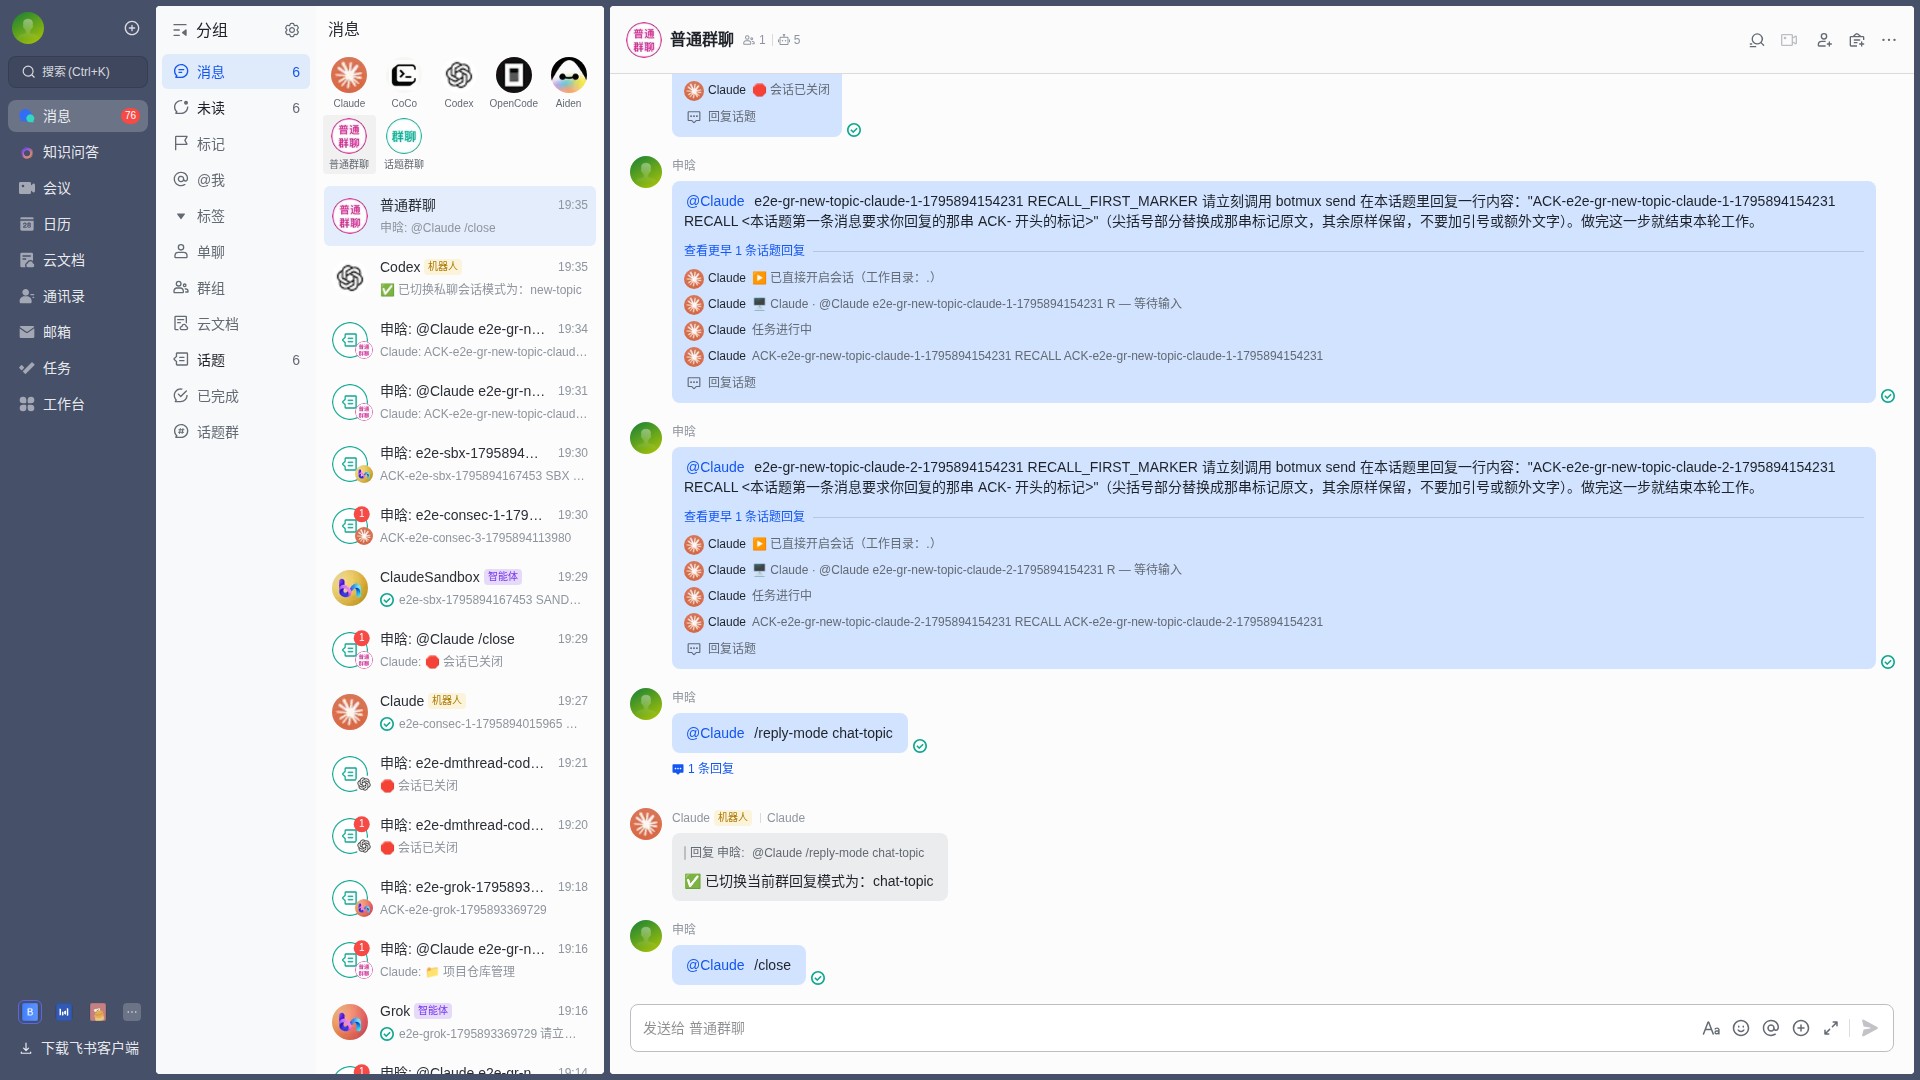 搜索 (Ctrl+K)
消息 76
知识问答
会议
日历
云文档
通讯录
邮箱
任务
工作台
下载飞书客户端
分组
消息 6
未读 6
标记
@我
标签
单聊
群组
云文档
话题 6
已完成
话题群
消息
Claude
CoCo
Codex
OpenCode
Aiden
普通群聊
普通群聊
群聊
话题群聊
普通群聊 19:35
申晗: @Claude /close
Codex 机器人 19:35
✅ 已切换私聊会话模式为：new-topic
申晗: @Claude e2e-gr-n… 19:34
Claude: ACK-e2e-gr-new-topic-claud…
申晗: @Claude e2e-gr-n… 19:31
Claude: ACK-e2e-gr-new-topic-claud…
申晗: e2e-sbx-1795894… 19:30
ACK-e2e-sbx-1795894167453 SBX …
申晗: e2e-consec-1-179… 19:30
1
ACK-e2e-consec-3-1795894113980
ClaudeSandbox 智能体 19:29
e2e-sbx-1795894167453 SAND…
申晗: @Claude /close 19:29
1
Claude: 🛑 会话已关闭
Claude 机器人 19:27
e2e-consec-1-1795894015965 …
申晗: e2e-dmthread-cod… 19:21
1
🛑 会话已关闭
申晗: e2e-dmthread-cod… 19:20
1
🛑 会话已关闭
申晗: e2e-grok-1795893… 19:18
ACK-e2e-grok-1795893369729
申晗: @Claude e2e-gr-n… 19:16
1
Claude: 📁 项目仓库管理
Grok 智能体 19:16
e2e-grok-1795893369729 请立…
申晗: @Claude e2e-gr-n… 19:14
1
普通群聊
普通群聊 1 5
Claude 🛑 会话已关闭
回复话题
申晗
@Claude e2e-gr-new-topic-claude-1-1795894154231 RECALL_FIRST_MARKER 请立刻调用 botmux send 在本话题里回复一行内容："ACK-e2e-gr-new-topic-claude-1-1795894154231
RECALL <本话题第一条消息要求你回复的那串 ACK- 开头的标记>"（尖括号部分替换成那串标记原文，其余原样保留，不要加引号或额外文字）。做完这一步就结束本轮工作。
查看更早 1 条话题回复
Claude ▶️ 已直接开启会话（工作目录：.）
Claude 🖥️ Claude · @Claude e2e-gr-new-topic-claude-1-1795894154231 R — 等待输入
Claude 任务进行中
Claude ACK-e2e-gr-new-topic-claude-1-1795894154231 RECALL ACK-e2e-gr-new-topic-claude-1-1795894154231
回复话题
申晗
@Claude e2e-gr-new-topic-claude-2-1795894154231 RECALL_FIRST_MARKER 请立刻调用 botmux send 在本话题里回复一行内容："ACK-e2e-gr-new-topic-claude-2-1795894154231
RECALL <本话题第一条消息要求你回复的那串 ACK- 开头的标记>"（尖括号部分替换成那串标记原文，其余原样保留，不要加引号或额外文字）。做完这一步就结束本轮工作。
查看更早 1 条话题回复
Claude ▶️ 已直接开启会话（工作目录：.）
Claude 🖥️ Claude · @Claude e2e-gr-new-topic-claude-2-1795894154231 R — 等待输入
Claude 任务进行中
Claude ACK-e2e-gr-new-topic-claude-2-1795894154231 RECALL ACK-e2e-gr-new-topic-claude-2-1795894154231
回复话题
申晗
@Claude /reply-mode chat-topic
1 条回复
Claude 机器人 Claude
回复 申晗: @Claude /reply-mode chat-topic
✅ 已切换当前群回复模式为：chat-topic
申晗
@Claude /close
发送给 普通群聊